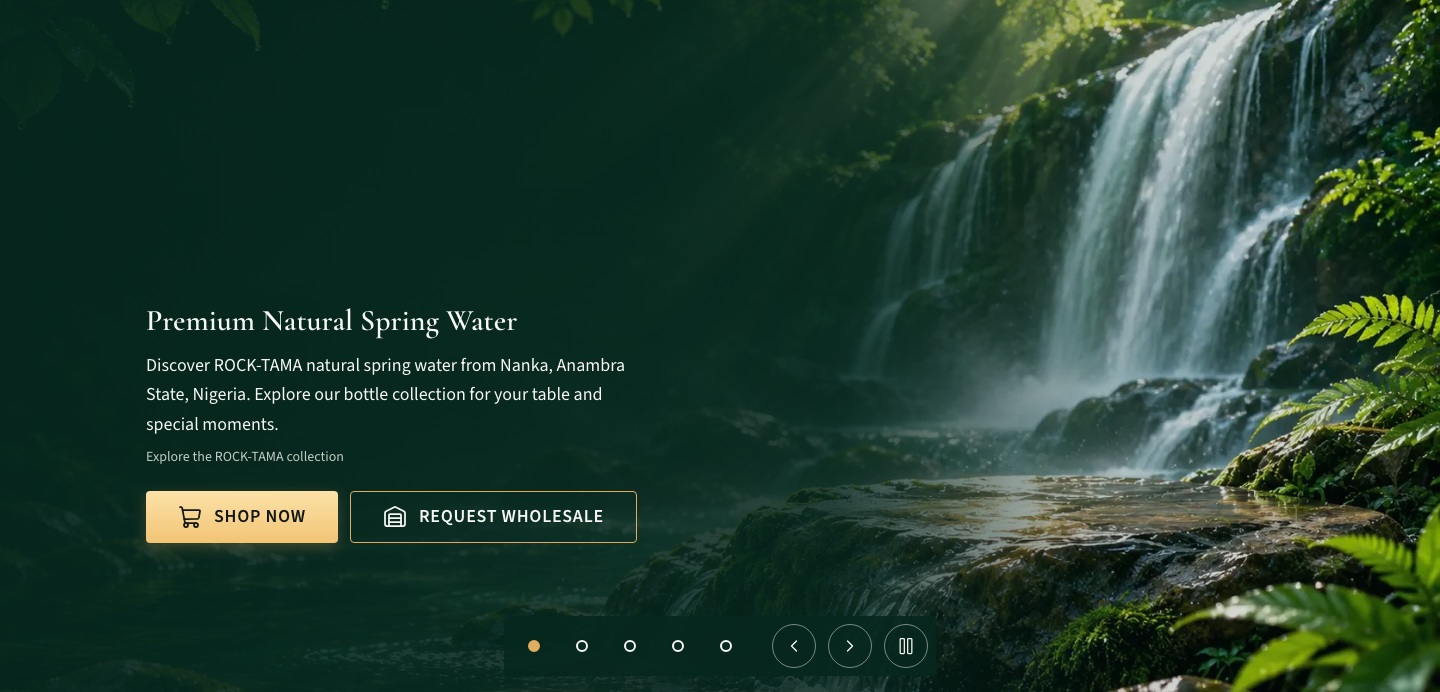 Premium Natural Spring Water
Discover ROCK-TAMA natural spring water from Nanka, Anambra
State, Nigeria. Explore our bottle collection for your table and
special moments.
Explore the ROCK-TAMA collection
SHOP NOW
REQUEST WHOLESALE